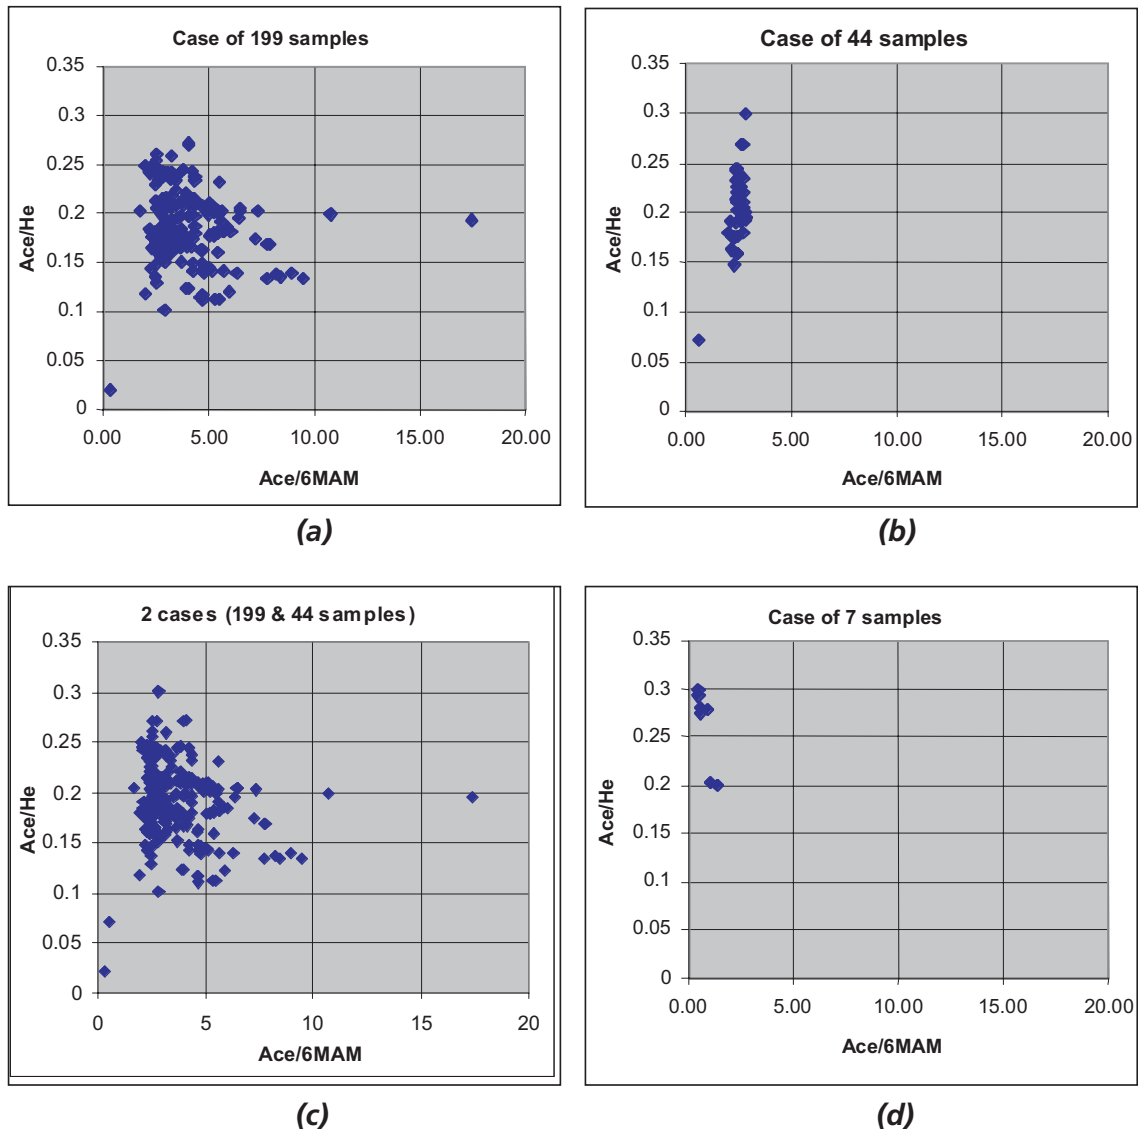 Case of 199 samples
0.35
0.3
0.25
0.2
0.15
0.1
0.05
0
Ace/He
0.00 5.00 10.00 15.00 20.00
Ace/6MAM
(a)
Case of 44 samples
0.35
0.3
0.25
0.2
0.15
0.1
0.05
0
Ace/He
0.00 5.00 10.00 15.00 20.00
Ace/6MAM
(b)
2 cases (199 & 44 samples)
0.35
0.3
0.25
0.2
0.15
0.1
0.05
0
Ace/He
0 5 10 15 20
Ace/6MAM
(c)
Case of 7 samples
0.35
0.3
0.25
0.2
0.15
0.1
0.05
0
Ace/He
0.00 5.00 10.00 15.00 20.00
Ace/6MAM
(d)